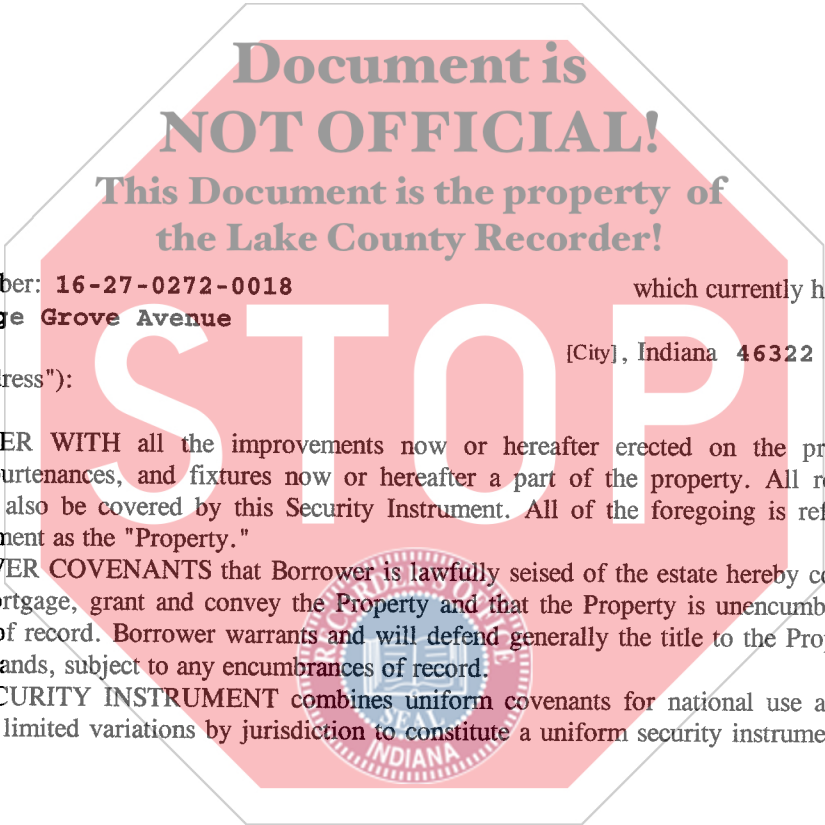 Document is
NOT OFFICIAL!
This Document is the property of
the Lake County Recorder!
ber: 16-27-0272-0018 which currently h
ge Grove Avenue
[City], Indiana 46322
ress"):
STOP
ER WITH all the improvements now or hereafter erected on the pr
urtenances, and fixtures now or hereafter a part of the property. All r
also be covered by this Security Instrument. All of the foregoing is ref
ment as the "Property."
ER COVENANTS that Borrower is lawfully seised of the estate hereby co
rtgage, grant and convey the Property and that the Property is unencumb
of record. Borrower warrants and will defend generally the title to the Prop
ands, subject to any encumbrances of record.
CURITY INSTRUMENT combines uniform covenants for national use a
limited variations by jurisdiction to constitute a uniform security instrume
SEAL
INDIANA